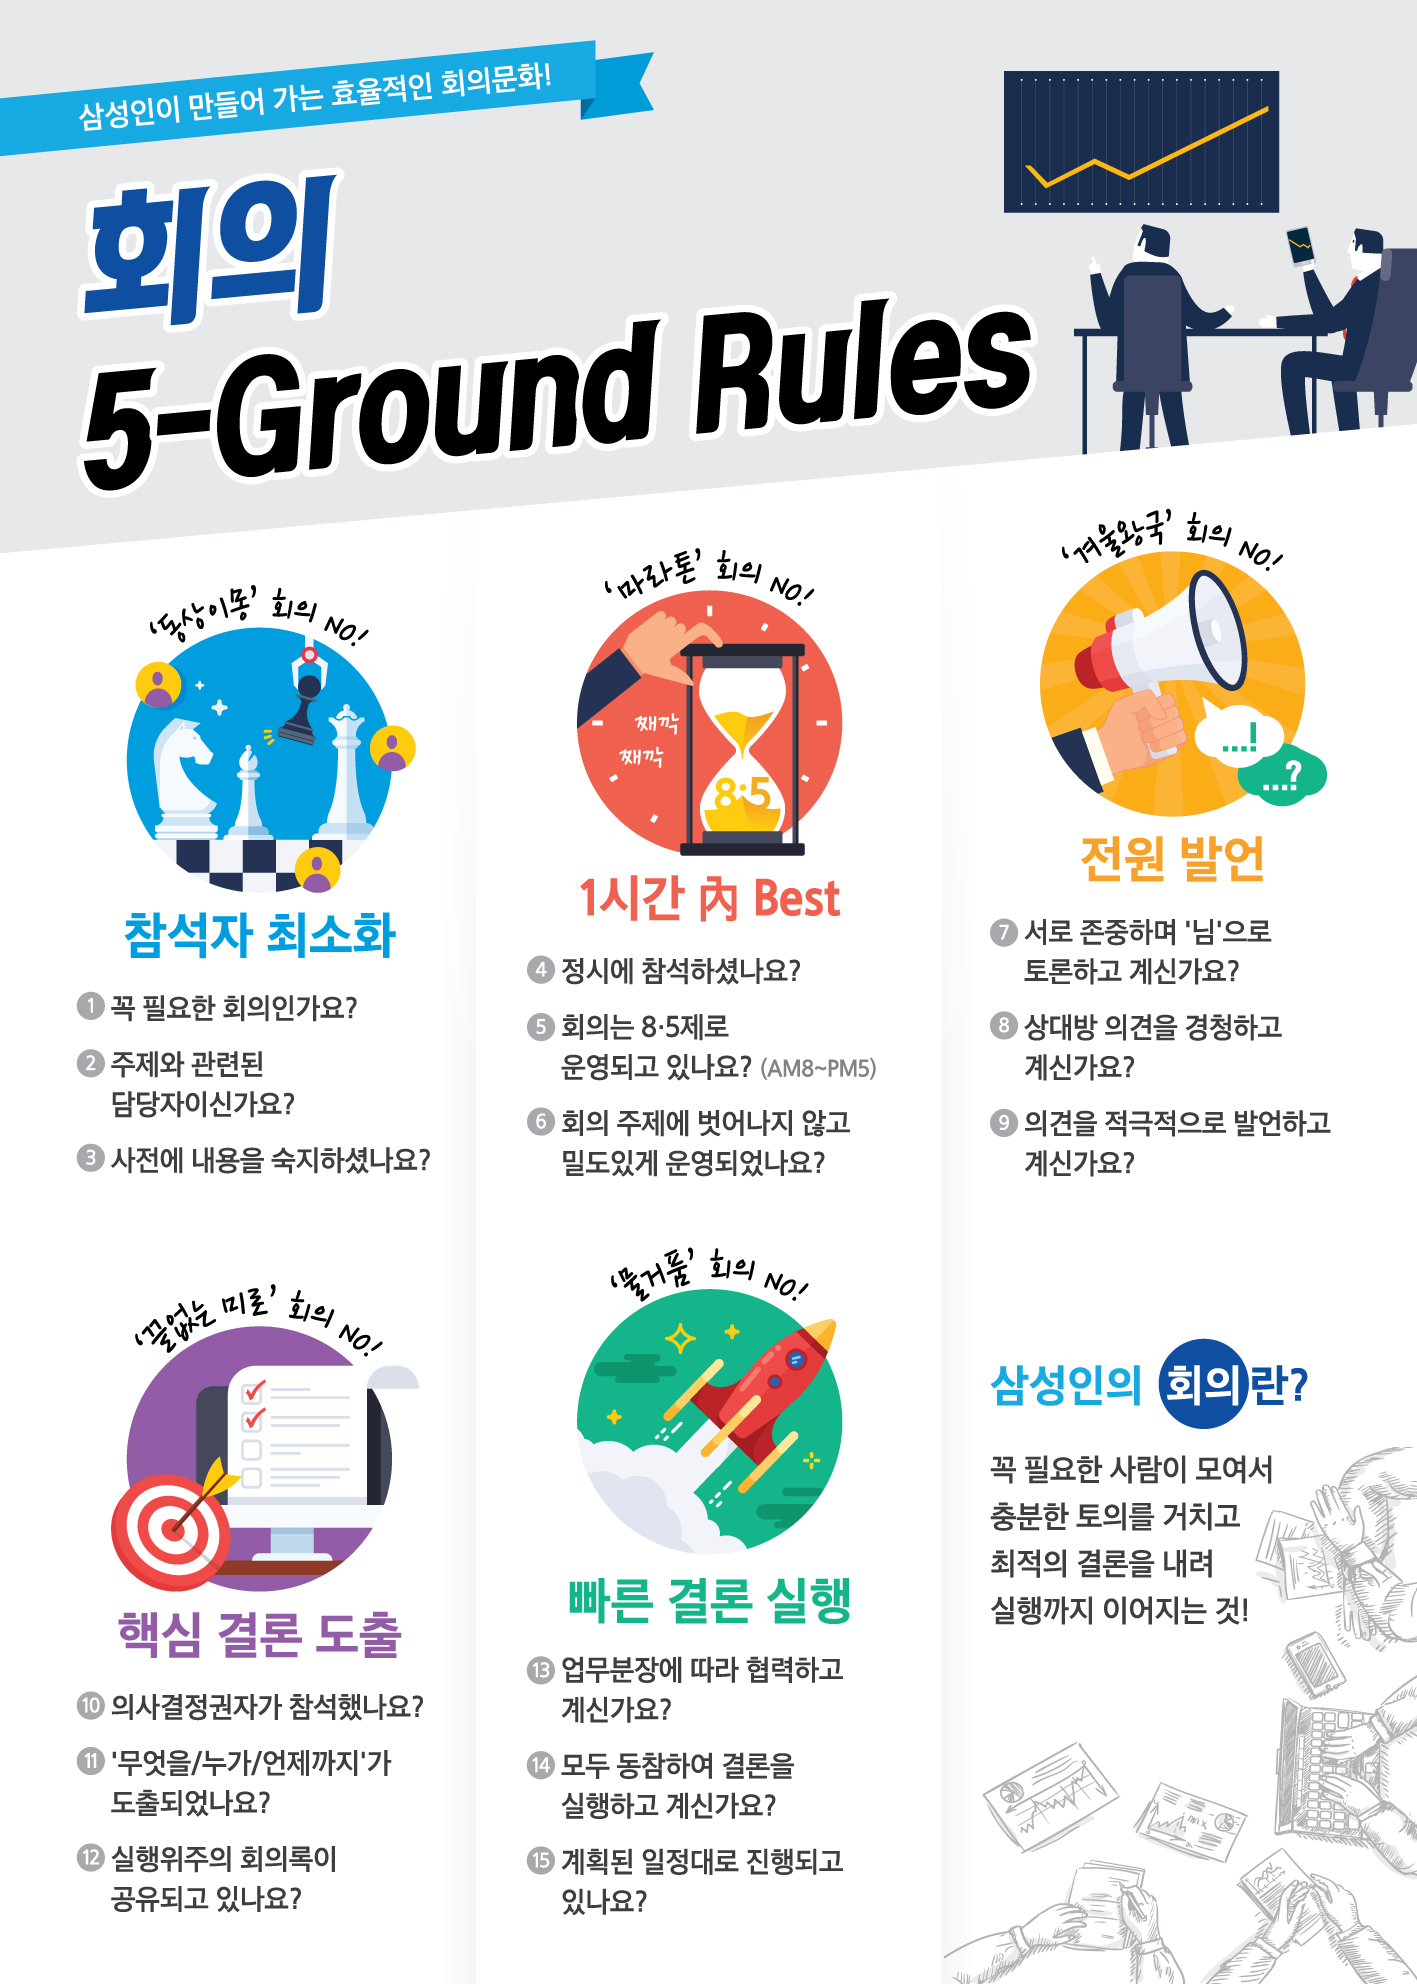 삼성인이 만들어 가는 효율적인 회의문화!
회의
5-Ground Rules
'동상이몽' 회의 NO!
참석자 최소화
1 꼭 필요한 회의인가요?
2 주제와 관련된
담당자이신가요?
3 사전에 내용을 숙지하셨나요?
'마라톤' 회의 NO!
째깍
째깍
8:5
1시간 內 Best
4 정시에 참석하셨나요?
5 회의는 8·5제로
운영되고 있나요? (AM8~PM5)
6 회의 주제에 벗어나지 않고
밀도있게 운영되었나요?
'겨울왕국' 회의 NO!
....!
....?
전원 발언
7 서로 존중하며 '님'으로
토론하고 계신가요?
8 상대방 의견을 경청하고
계신가요?
9 의견을 적극적으로 발언하고
계신가요?
'끝없는 미로' 회의 NO!
핵심 결론 도출
10 의사결정권자가 참석했나요?
11 '무엇을/누가/언제까지'가
도출되었나요?
12 실행위주의 회의록이
공유되고 있나요?
'물거품' 회의 NO!
빠른 결론 실행
13 업무분장에 따라 협력하고
계신가요?
14 모두 동참하여 결론을
실행하고 계신가요?
15 계획된 일정대로 진행되고
있나요?
삼성인의 회의란?
꼭 필요한 사람이 모여서
충분한 토의를 거치고
최적의 결론을 내려
실행까지 이어지는 것!
max